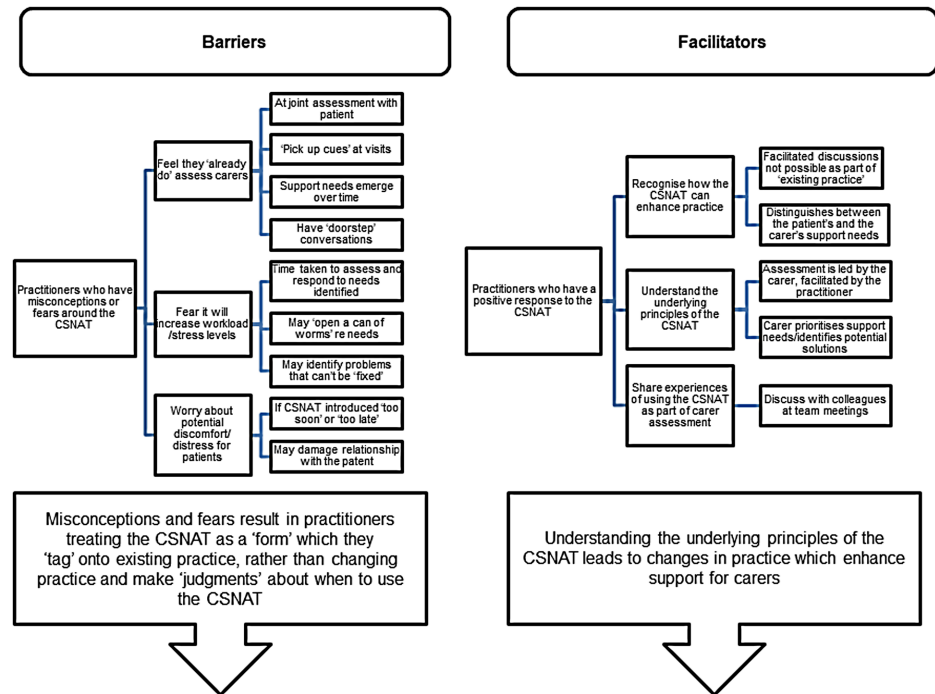 Barriers
At joint assessment with
patient
'Pick up cues' at visits
Feel they 'already
do' assess carers
Support needs emerge
over time
Have 'doorstep'
conversations
Practitioners who have
misconceptions or
fears around the
CSNAT
Time taken to assess and
respond to needs
identified
Fear it will
increase workload
/stress levels
May 'open a can of
worms' re needs
May identify problems
that can't be 'fixed'
Worry about
potential
discomfort/
distress for
patients
If CSNAT introduced 'too
soon' or 'too late'
May damage relationship
with the patent
Misconceptions and fears result in practitioners
treating the CSNAT as a 'form' which they
'tag' onto existing practice, rather than changing
practice and make 'judgments' about when to use
the CSNAT
Facilitators
Facilitated discussions
not possible as part of
'existing practice'
Recognise how the
CSNAT can
enhance practice
Distinguishes between
the patient's and the
carer's support needs
Practitioners who have a
positive response to the
CSNAT
Assessment is led by the
carer, facilitated by the
practitioner
Understand the
underlying
principles of the
CSNAT
Carer prioritises support
needs/identifies potential
solutions
Share experiences
of using the CSNAT
as part of carer
assessment
Discuss with colleagues
at team meetings
Understanding the underlying principles of the
CSNAT leads to changes in practice which enhance
support for carers